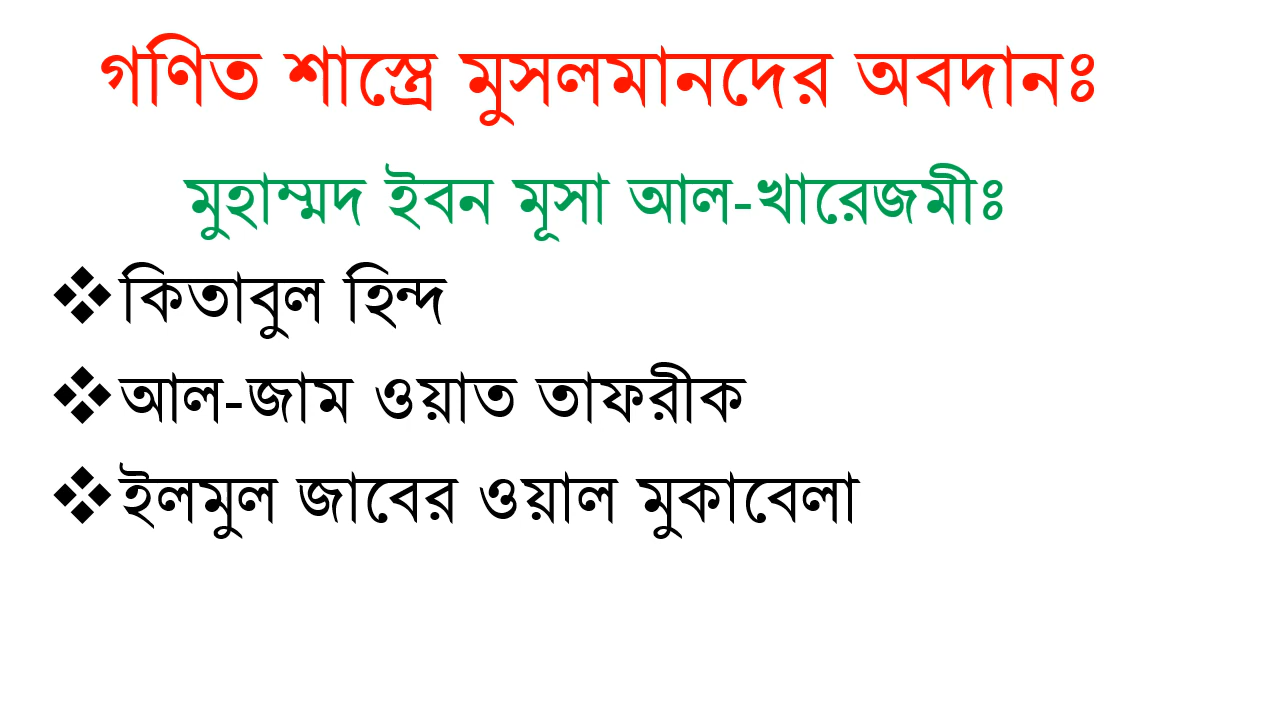 গণিত শাস্ত্রে মুসলমানদের অবদানঃ
মুহাম্মদ ইবন মূসা আল-খারেজমীঃ
❖কিতাবুল হিন্দ
❖আল-জাম ওয়াত তাফরীক
❖ইলমুল জাবের ওয়াল মুকাবেলা